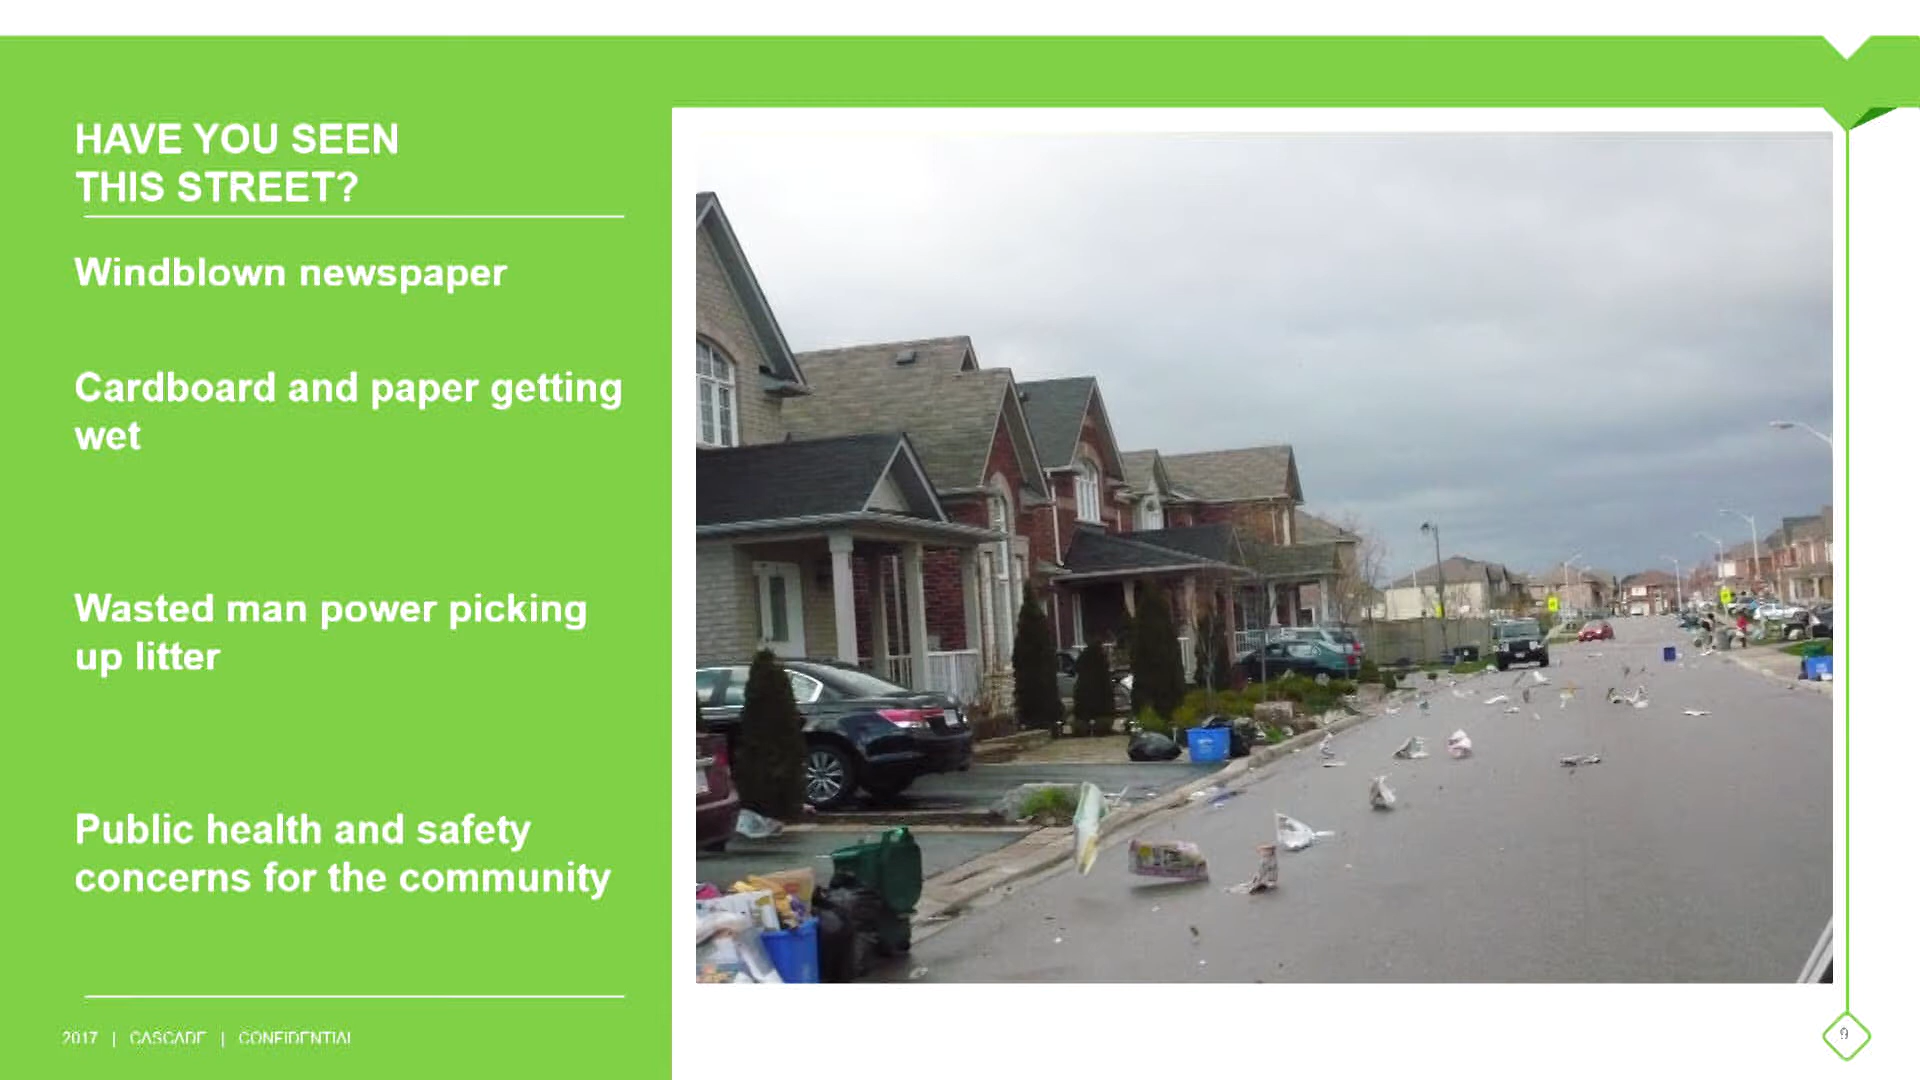 HAVE YOU SEEN
THIS STREET?
Windblown newspaper
Cardboard and paper getting
wet
Wasted man power picking
up litter
Public health and safety
concerns for the community
2017 | CASCADE | CONFIDENTIAL
9